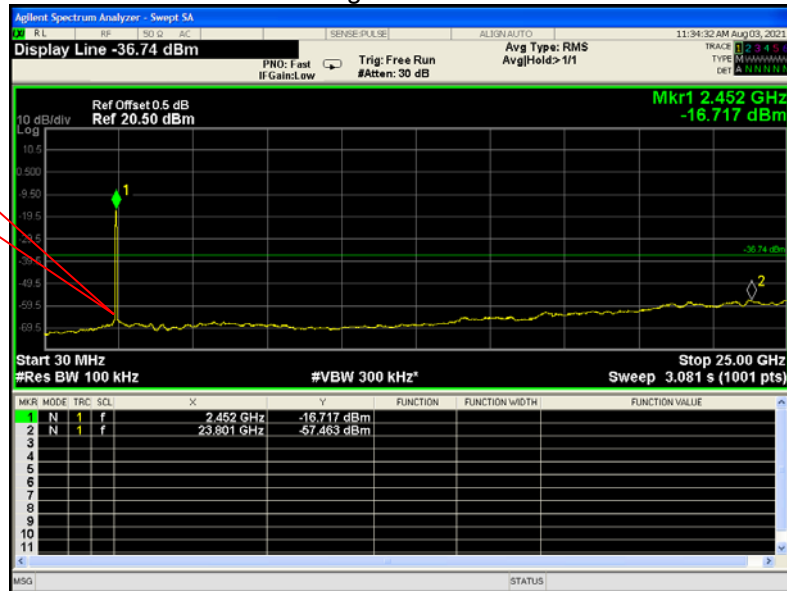 Agilent Spectrum Analyzer - Swept SA
RL RF 50 Ω AC SENSE:PULSE ALIGN AUTO 11:34:32 AM Aug 03, 2021
Display Line -36.74 dBm
PNO: Fast
IFGain:Low
Trig: Free Run
#Atten: 30 dB
Avg Type: RMS
Avg|Hold:>1/1
TRACE 1 2 3 4 5 6
TYPE MWWWWW
DET A N N N N N
Mkr1 2.452 GHz
-16.717 dBm
Ref Offset 0.5 dB
10 dB/div Ref 20.50 dBm
Log
10.5
0.500
-9.50
-19.5
-29.5
-39.5
-49.5
-59.5
-69.5
1
-36.74 dBm
2
Start 30 MHz Stop 25.00 GHz
#Res BW 100 kHz #VBW 300 kHz* Sweep 3.081 s (1001 pts)
MKR MODE TRC SCL X Y FUNCTION FUNCTION WIDTH FUNCTION VALUE
1 N 1 f 2.452 GHz -16.717 dBm
2 N 1 f 23.801 GHz -57.463 dBm
3
4
5
6
7
8
9
10
11
MSG STATUS